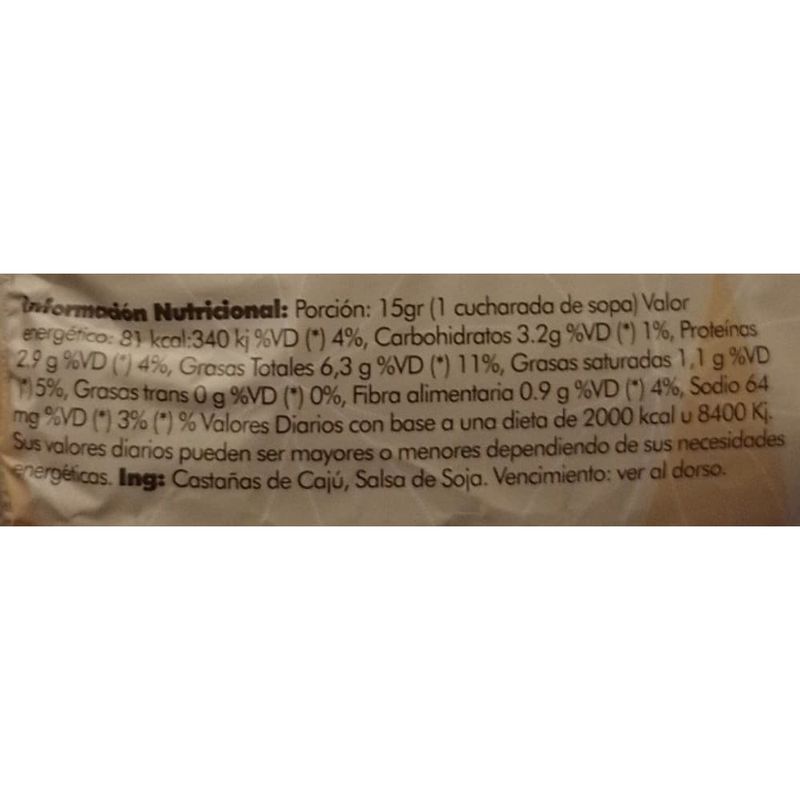 Información Nutricional: Porción: 15gr (1 cucharada de sopa) Valor
energético: 81 kcal:340 kj %VD (*) 4%, Carbohidratos 3.2g %VD (*) 1%, Proteínas
2.9 g %VD (*) 4%, Grasas Totales 6,3 g %VD (*) 11%, Grasas saturadas 1,1 g %VD
(*) 5%, Grasas trans 0 g %VD (*) 0%, Fibra alimentaria 0.9 g %VD (*) 4%, Sodio 64
mg %VD (*) 3% (*) % Valores Diarios con base a una dieta de 2000 kcal u 8400 Kj.
Sus valores diarios pueden ser mayores o menores dependiendo de sus necesidades
energéticas. Ing: Castañas de Cajú, Salsa de Soja. Vencimiento: ver al dorso.